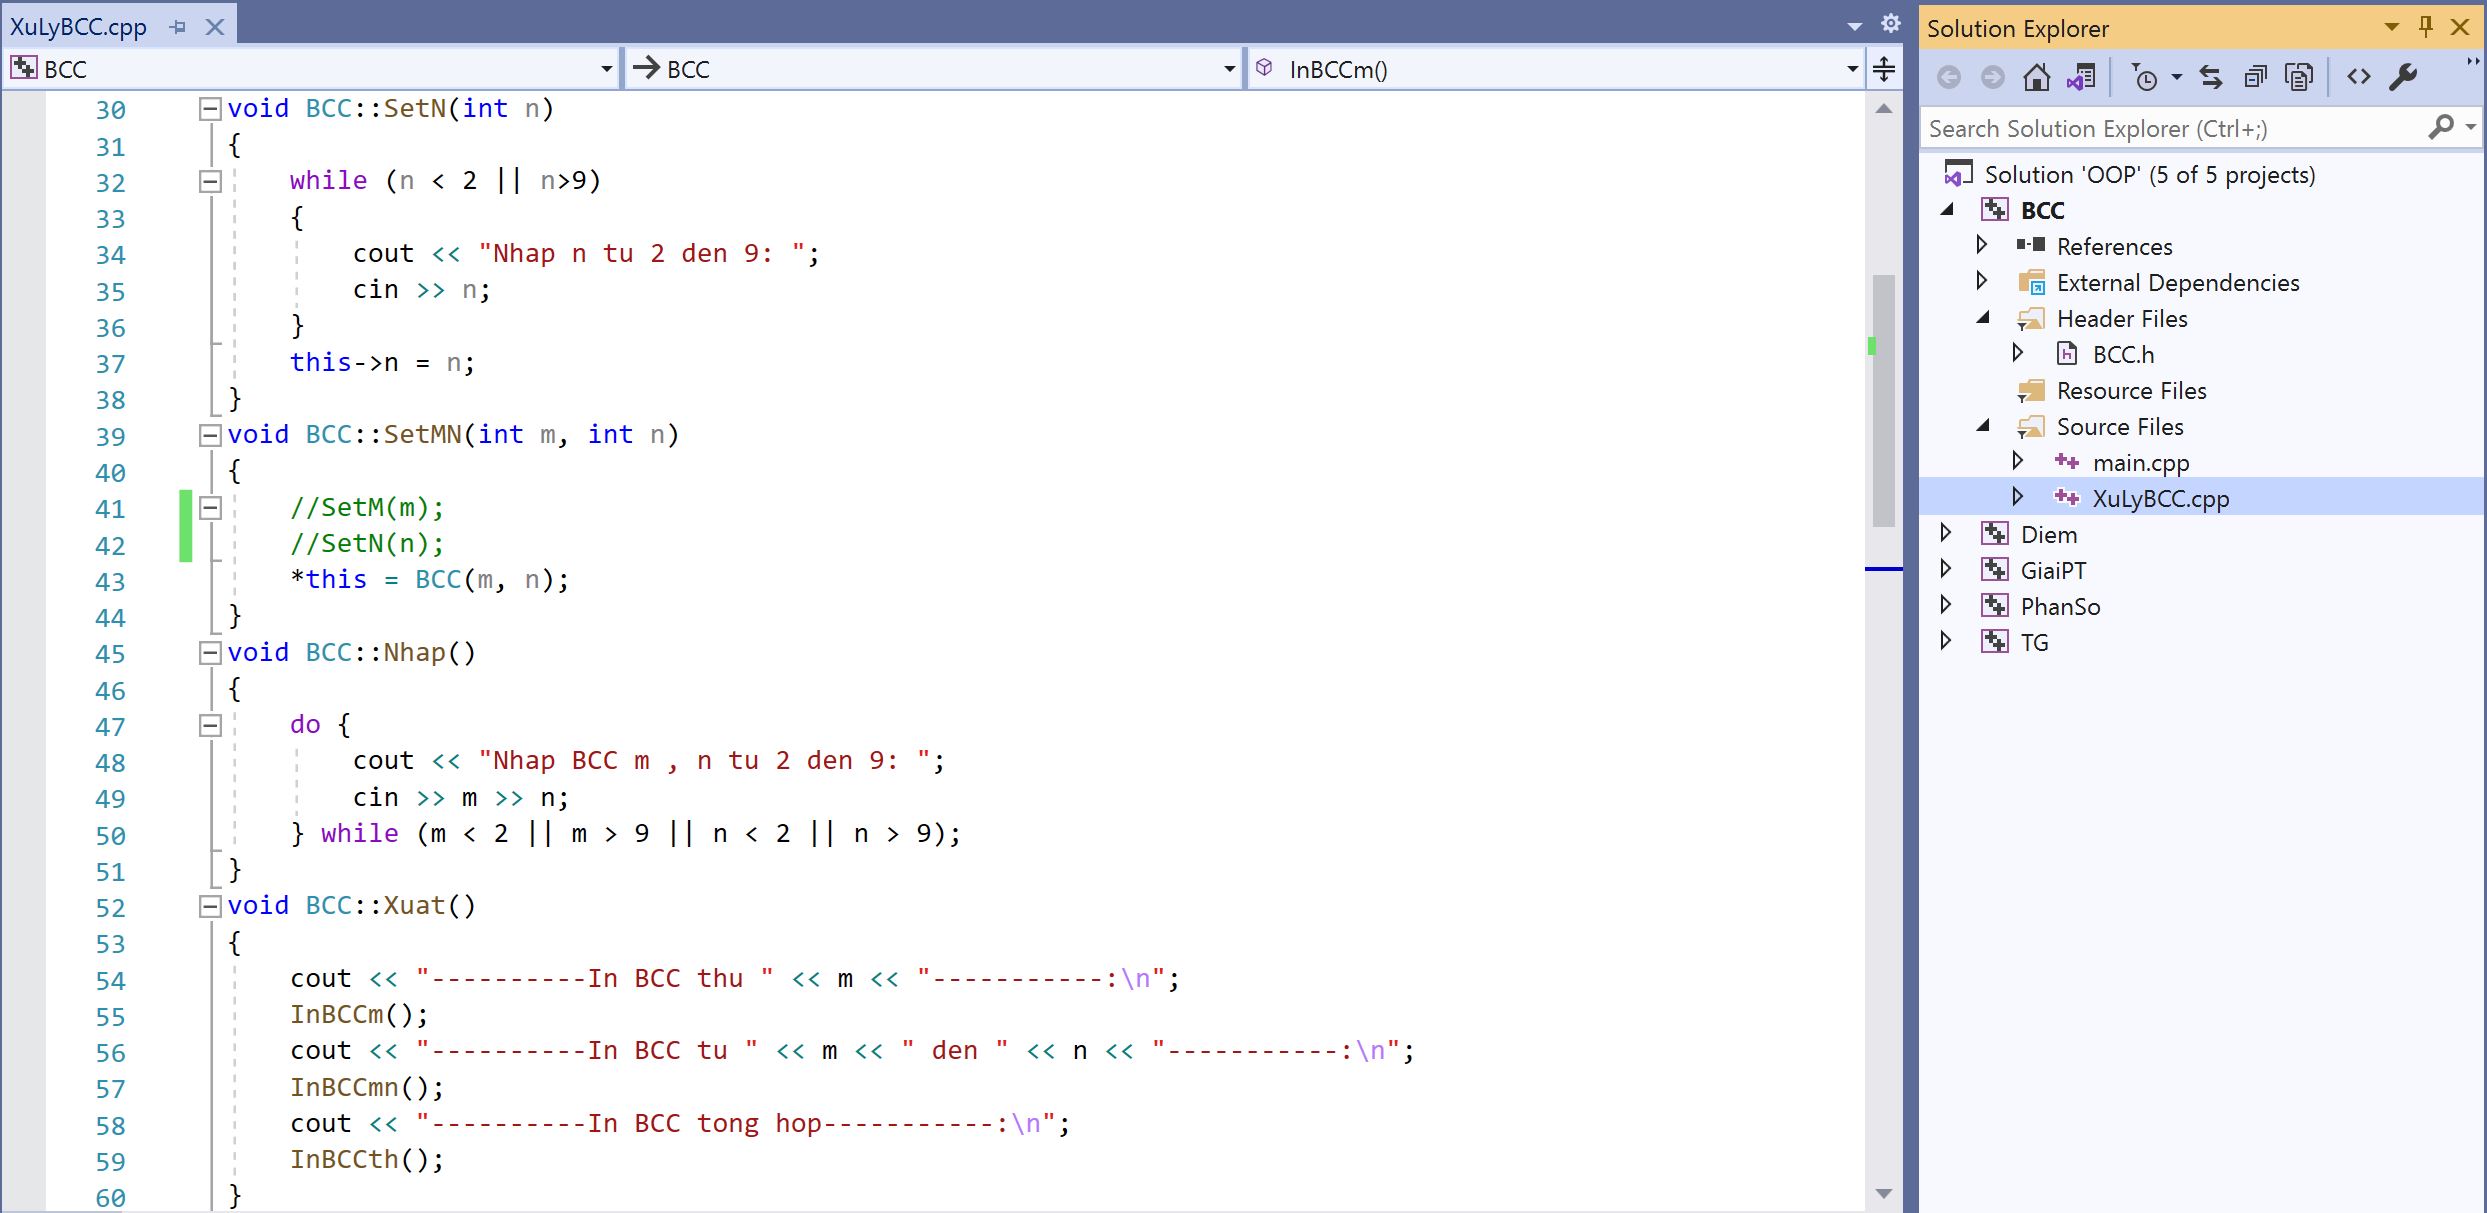 XuLyBCC.cpp
BCC BCC InBCCm()
30 void BCC::SetN(int n)
31 {
32 while (n < 2 || n>9)
33 {
34 cout << "Nhap n tu 2 den 9: ";
35 cin >> n;
36 }
37 this->n = n;
38 }
39 void BCC::SetMN(int m, int n)
40 {
41 //SetM(m);
42 //SetN(n);
43 *this = BCC(m, n);
44 }
45 void BCC::Nhap()
46 {
47 do {
48 cout << "Nhap BCC m , n tu 2 den 9: ";
49 cin >> m >> n;
50 } while (m < 2 || m > 9 || n < 2 || n > 9);
51 }
52 void BCC::Xuat()
53 {
54 cout << "----------In BCC thu " << m << "-----------:\n";
55 InBCCm();
56 cout << "----------In BCC tu " << m << " den " << n << "-----------:\n";
57 InBCCmn();
58 cout << "----------In BCC tong hop-----------:\n";
59 InBCCth();
60 }
Solution Explorer
Search Solution Explorer (Ctrl+;)
Solution 'OOP' (5 of 5 projects)
BCC
References
External Dependencies
Header Files
BCC.h
Resource Files
Source Files
main.cpp
XuLyBCC.cpp
Diem
GiaiPT
PhanSo
TG